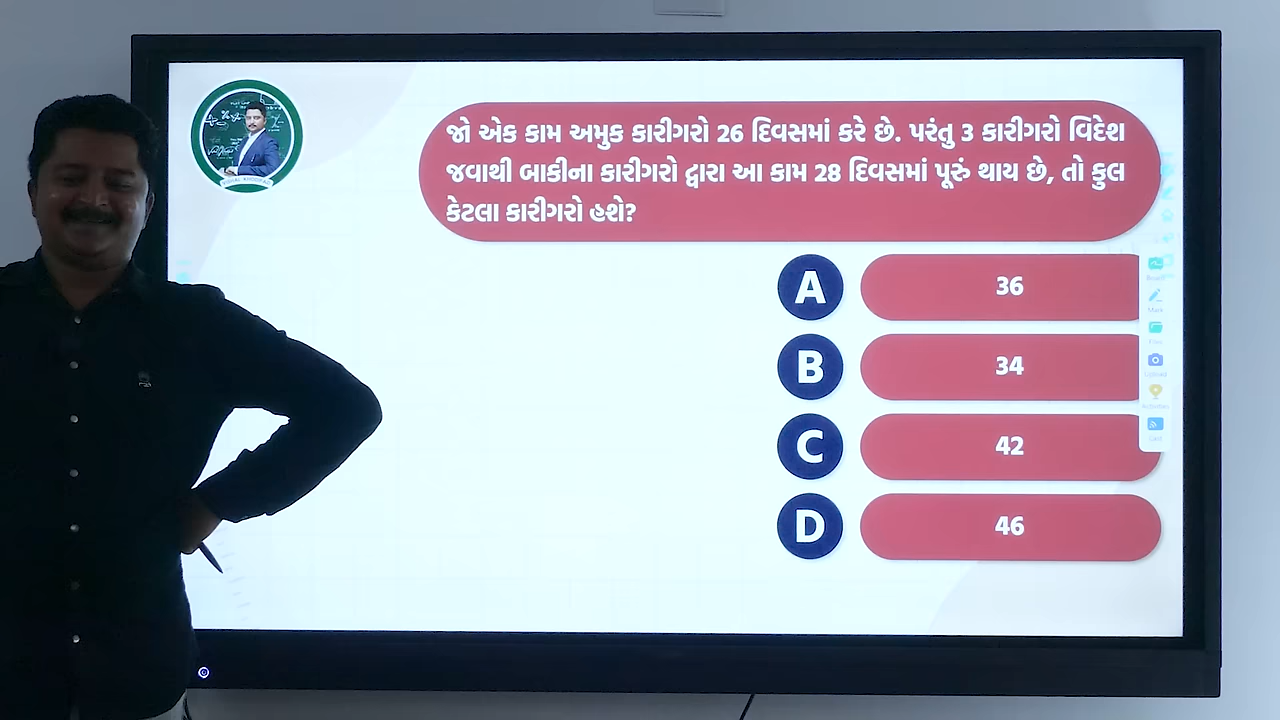 જો એક કામ અમુક કારીગરો 26 દિવસમાં કરે છે. પરંતુ 3 કારીગરો વિદેશ
જવાથી બાકીના કારીગરો દ્વારા આ કામ 28 દિવસમાં પૂરું થાય છે, તો કુલ
કેટલા કારીગરો હશે?
A 36
B 34
C 42
D 46